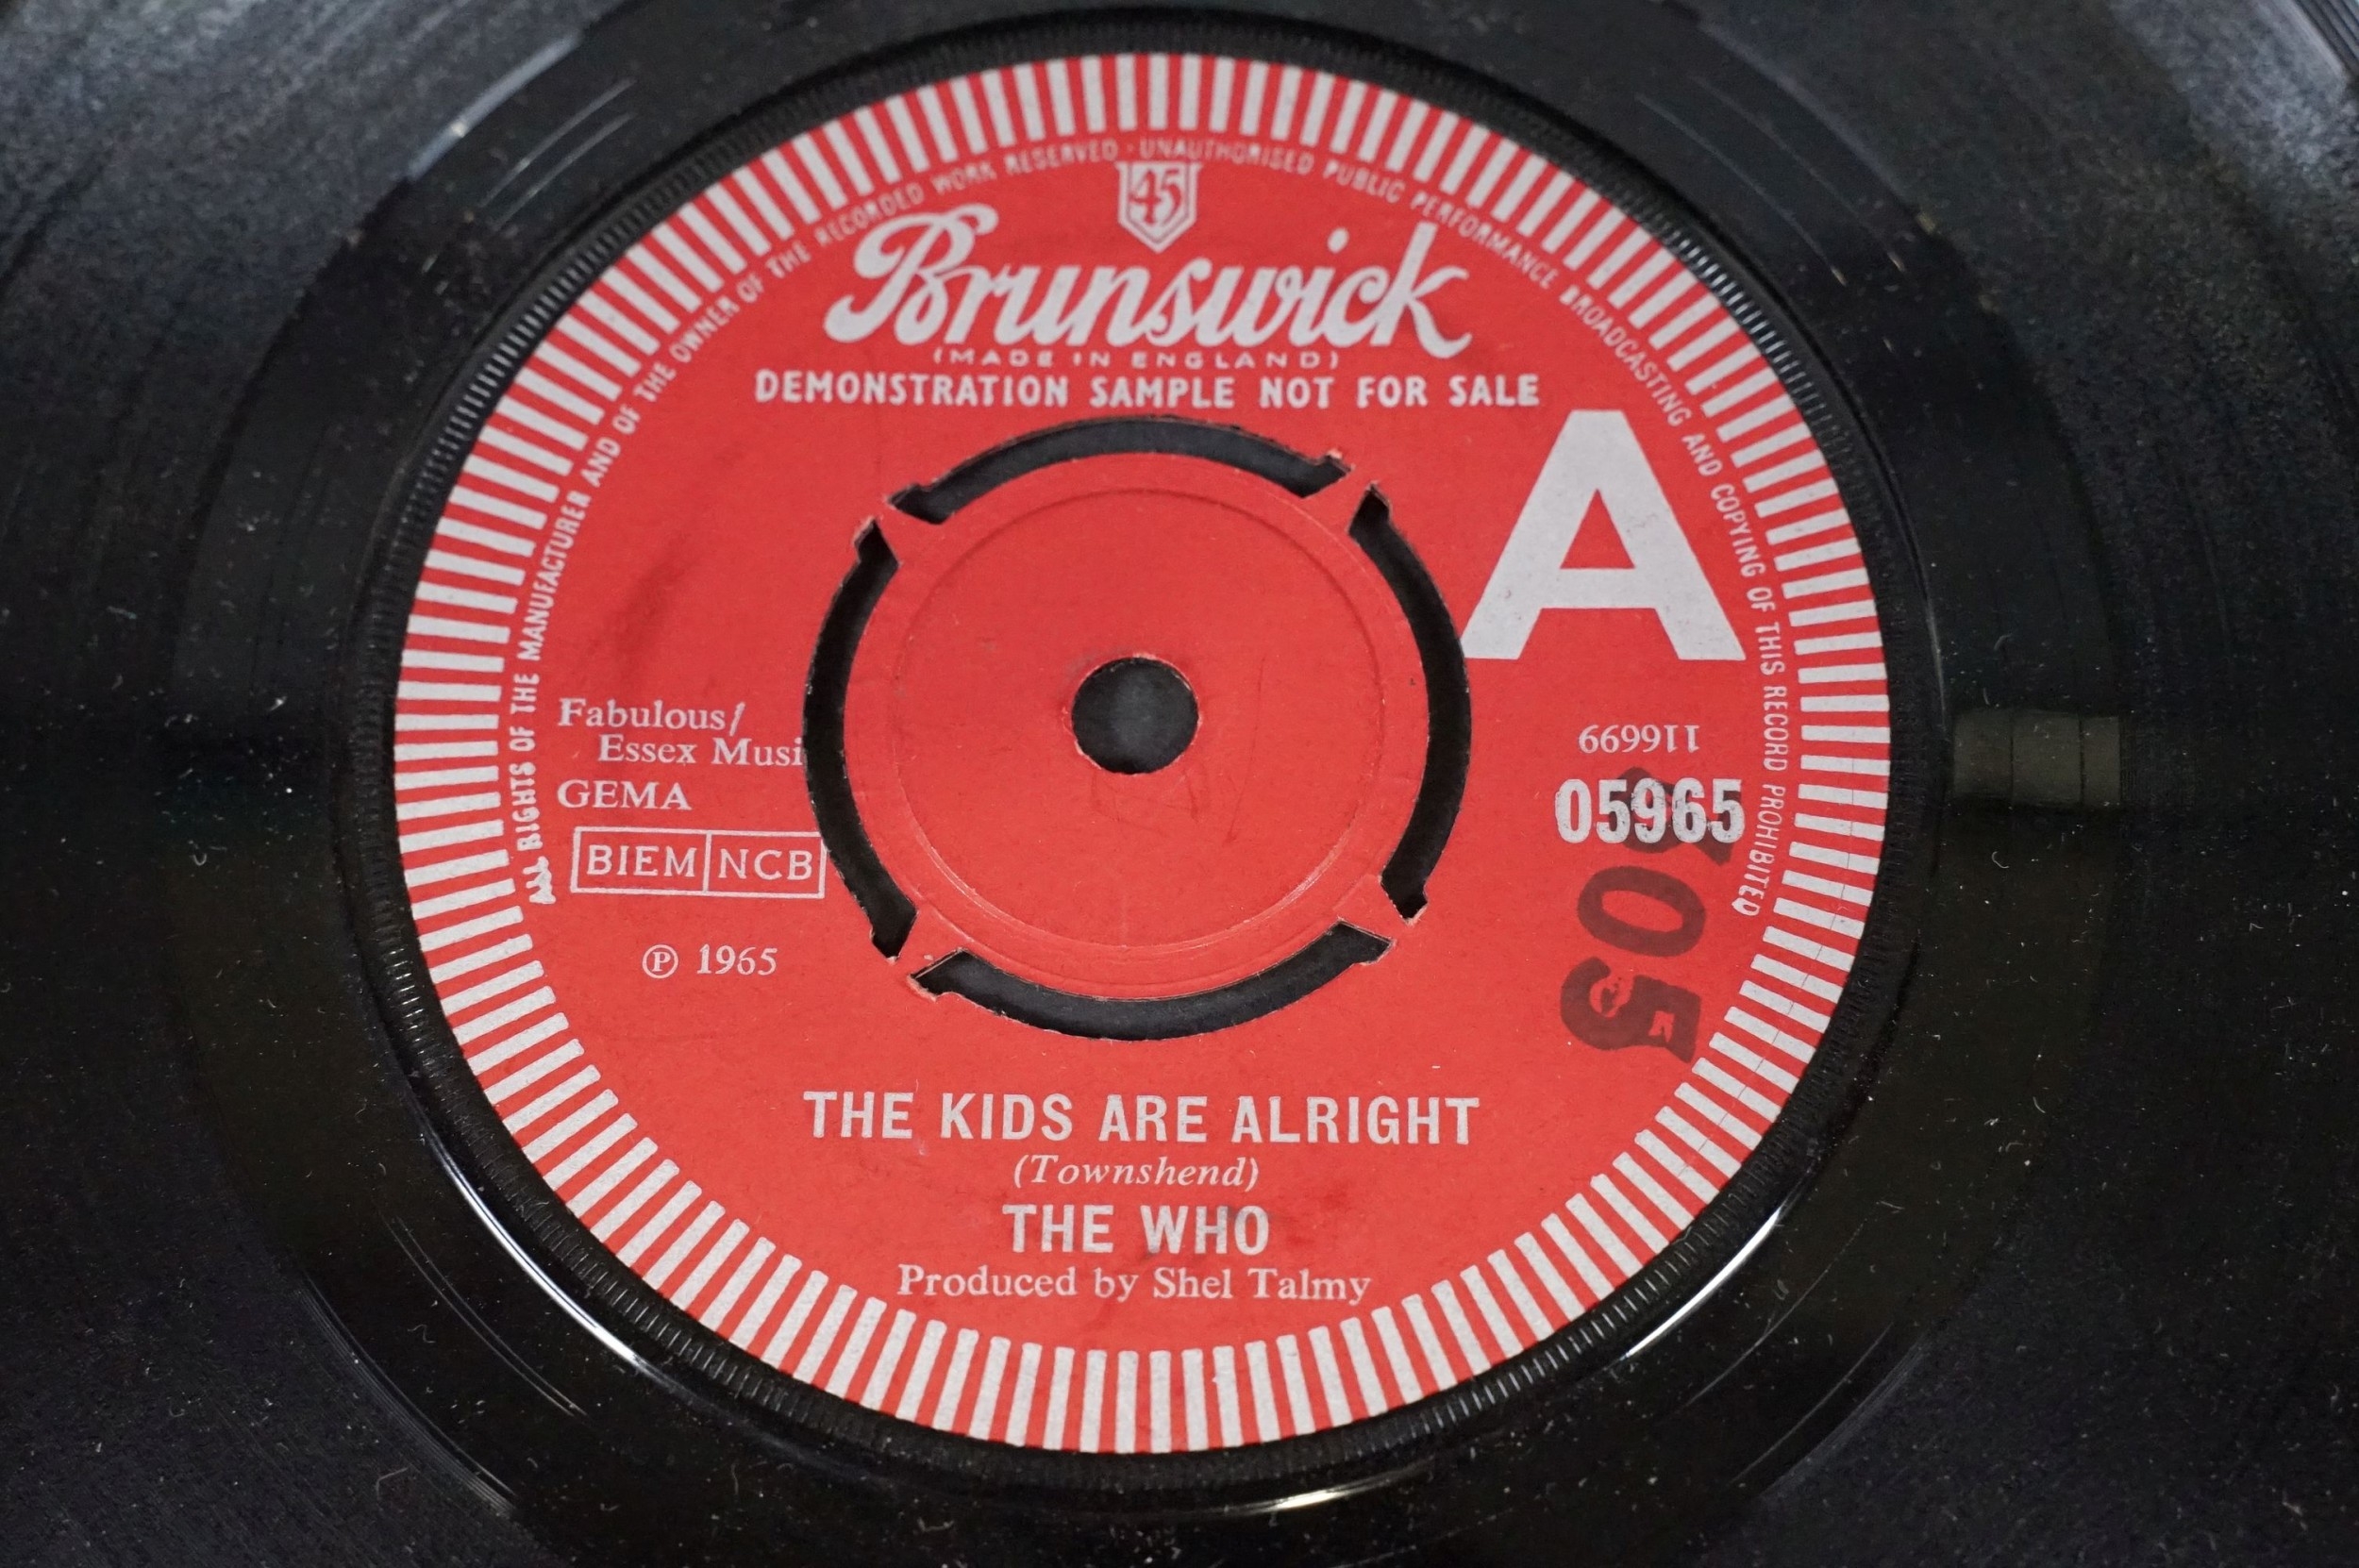 ALL RIGHTS OF THE MANUFACTURER AND OF THE OWNER OF THE RECORDED WORK RESERVED · UNAUTHORISED PUBLIC PERFORMANCE BROADCASTING AND COPYING OF THIS RECORD PROHIBITED
45
Brunswick
(MADE IN ENGLAND)
DEMONSTRATION SAMPLE NOT FOR SALE
A
Fabulous/
Essex Musi
GEMA
BIEM NCB
℗ 1965
116699
05965
THE KIDS ARE ALRIGHT
(Townshend)
THE WHO
Produced by Shel Talmy